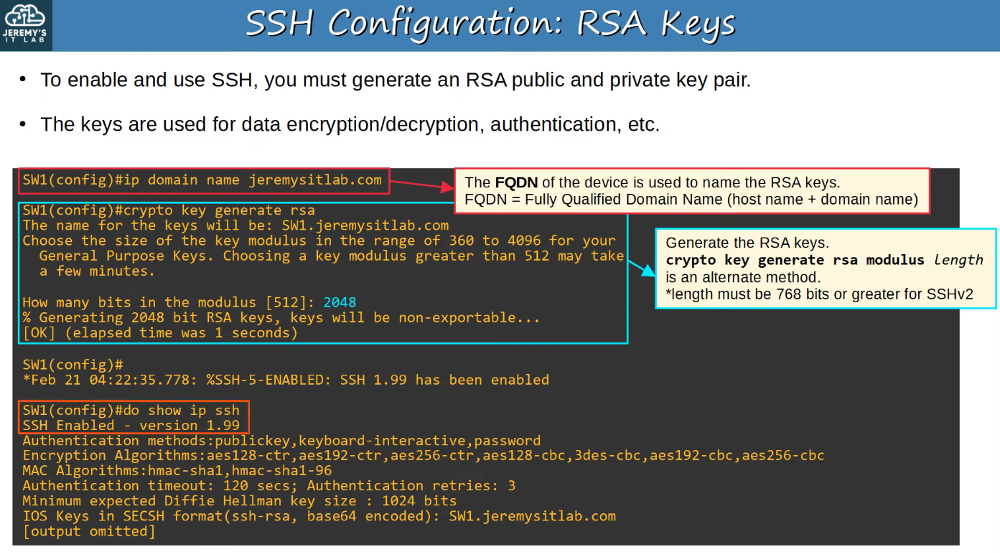 JEREMY'S
IT LAB
SSH Configuration: RSA Keys
• To enable and use SSH, you must generate an RSA public and private key pair.
• The keys are used for data encryption/decryption, authentication, etc.
SW1(config)#ip domain name jeremysitlab.com
The FQDN of the device is used to name the RSA keys.
FQDN = Fully Qualified Domain Name (host name + domain name)
SW1(config)#crypto key generate rsa
The name for the keys will be: SW1.jeremysitlab.com
Choose the size of the key modulus in the range of 360 to 4096 for your
General Purpose Keys. Choosing a key modulus greater than 512 may take
a few minutes.
How many bits in the modulus [512]: 2048
% Generating 2048 bit RSA keys, keys will be non-exportable...
[OK] (elapsed time was 1 seconds)
Generate the RSA keys.
crypto key generate rsa modulus length
is an alternate method.
*length must be 768 bits or greater for SSHv2
SW1(config)#
*Feb 21 04:22:35.778: %SSH-5-ENABLED: SSH 1.99 has been enabled
SW1(config)#do show ip ssh
SSH Enabled - version 1.99
Authentication methods:publickey,keyboard-interactive,password
Encryption Algorithms:aes128-ctr,aes192-ctr,aes256-ctr,aes128-cbc,3des-cbc,aes192-cbc,aes256-cbc
MAC Algorithms:hmac-sha1,hmac-sha1-96
Authentication timeout: 120 secs; Authentication retries: 3
Minimum expected Diffie Hellman key size : 1024 bits
IOS Keys in SECSH format(ssh-rsa, base64 encoded): SW1.jeremysitlab.com
[output omitted]